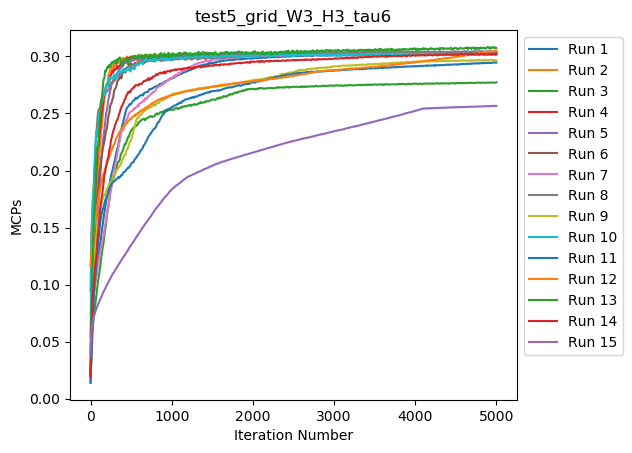 test5_grid_W3_H3_tau6
MCPs
0.30
0.25
0.20
0.15
0.10
0.05
0.00
0 1000 2000 3000 4000 5000
Iteration Number
Run 1
Run 2
Run 3
Run 4
Run 5
Run 6
Run 7
Run 8
Run 9
Run 10
Run 11
Run 12
Run 13
Run 14
Run 15